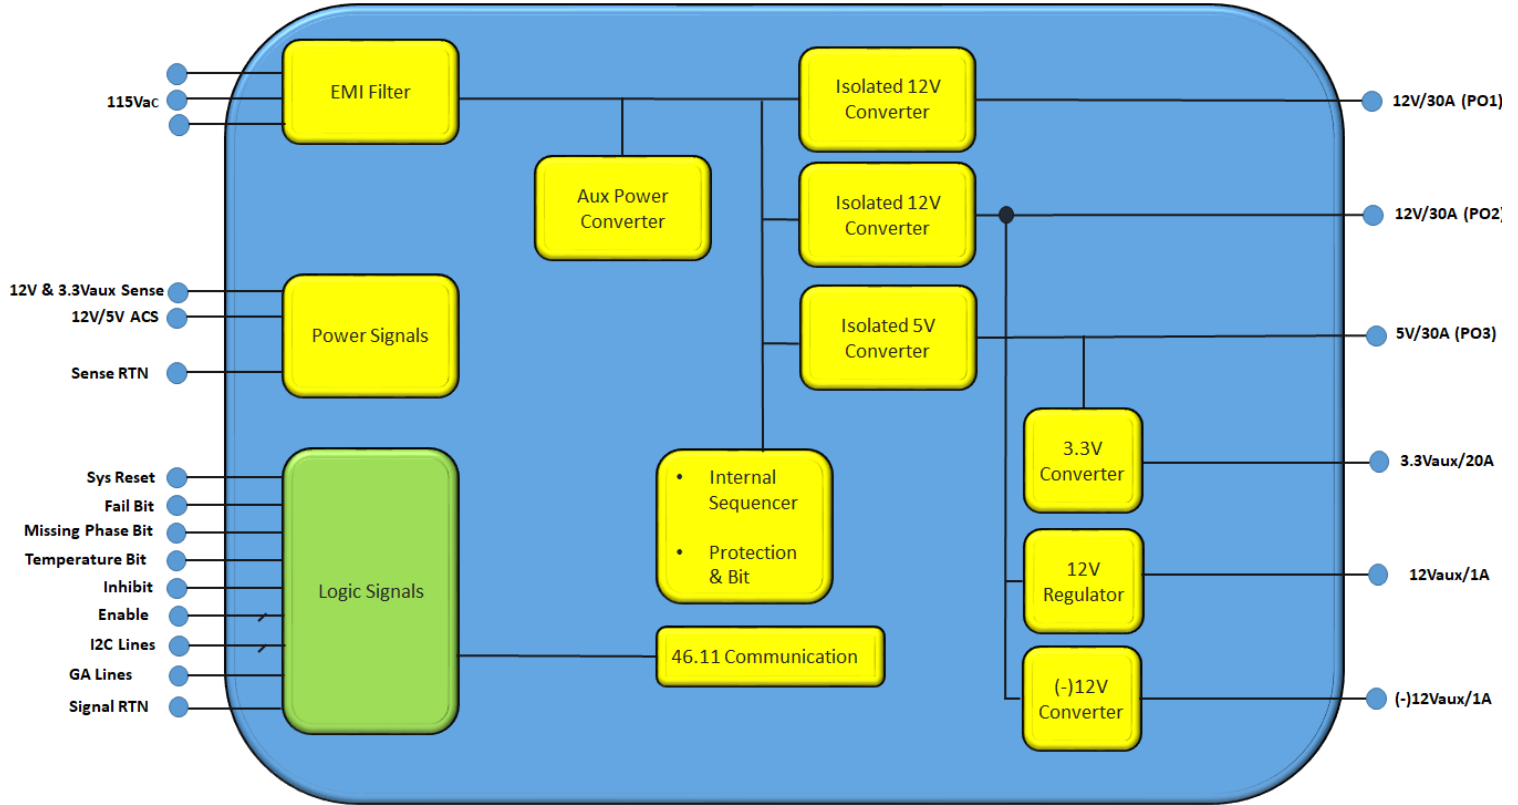 115Vac
EMI Filter
Aux Power
Converter
Isolated 12V
Converter
12V/30A (PO1)
Isolated 12V
Converter
12V/30A (PO2)
Isolated 5V
Converter
5V/30A (PO3)
12V & 3.3Vaux Sense
12V/5V ACS
Sense RTN
Power Signals
Sys Reset
Fail Bit
Missing Phase Bit
Temperature Bit
Inhibit
Enable
I2C Lines
GA Lines
Signal RTN
Logic Signals
• Internal
Sequencer
• Protection
& Bit
46.11 Communication
3.3V
Converter
3.3Vaux/20A
12V
Regulator
12Vaux/1A
(-)12V
Converter
(-)12Vaux/1A